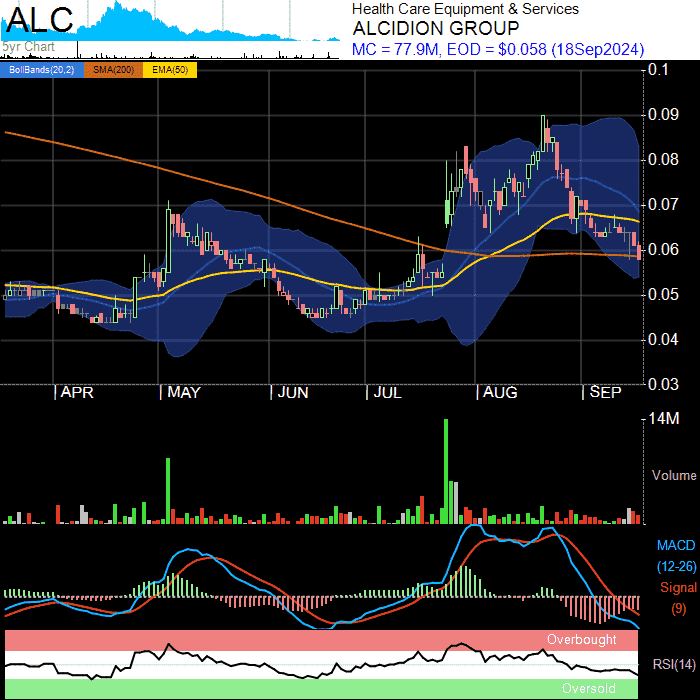 ALC
5yr Chart
Health Care Equipment & Services
ALCIDION GROUP
MC = 77.9M, EOD = $0.058 (18Sep2024)
BollBands(20,2) SMA(200) EMA(50)
0.1
0.09
0.08
0.07
0.06
0.05
0.04
0.03
APR MAY JUN JUL AUG SEP
14M
Volume
MACD
(12-26)
Signal
(9)
Overbought
RSI(14)
Oversold